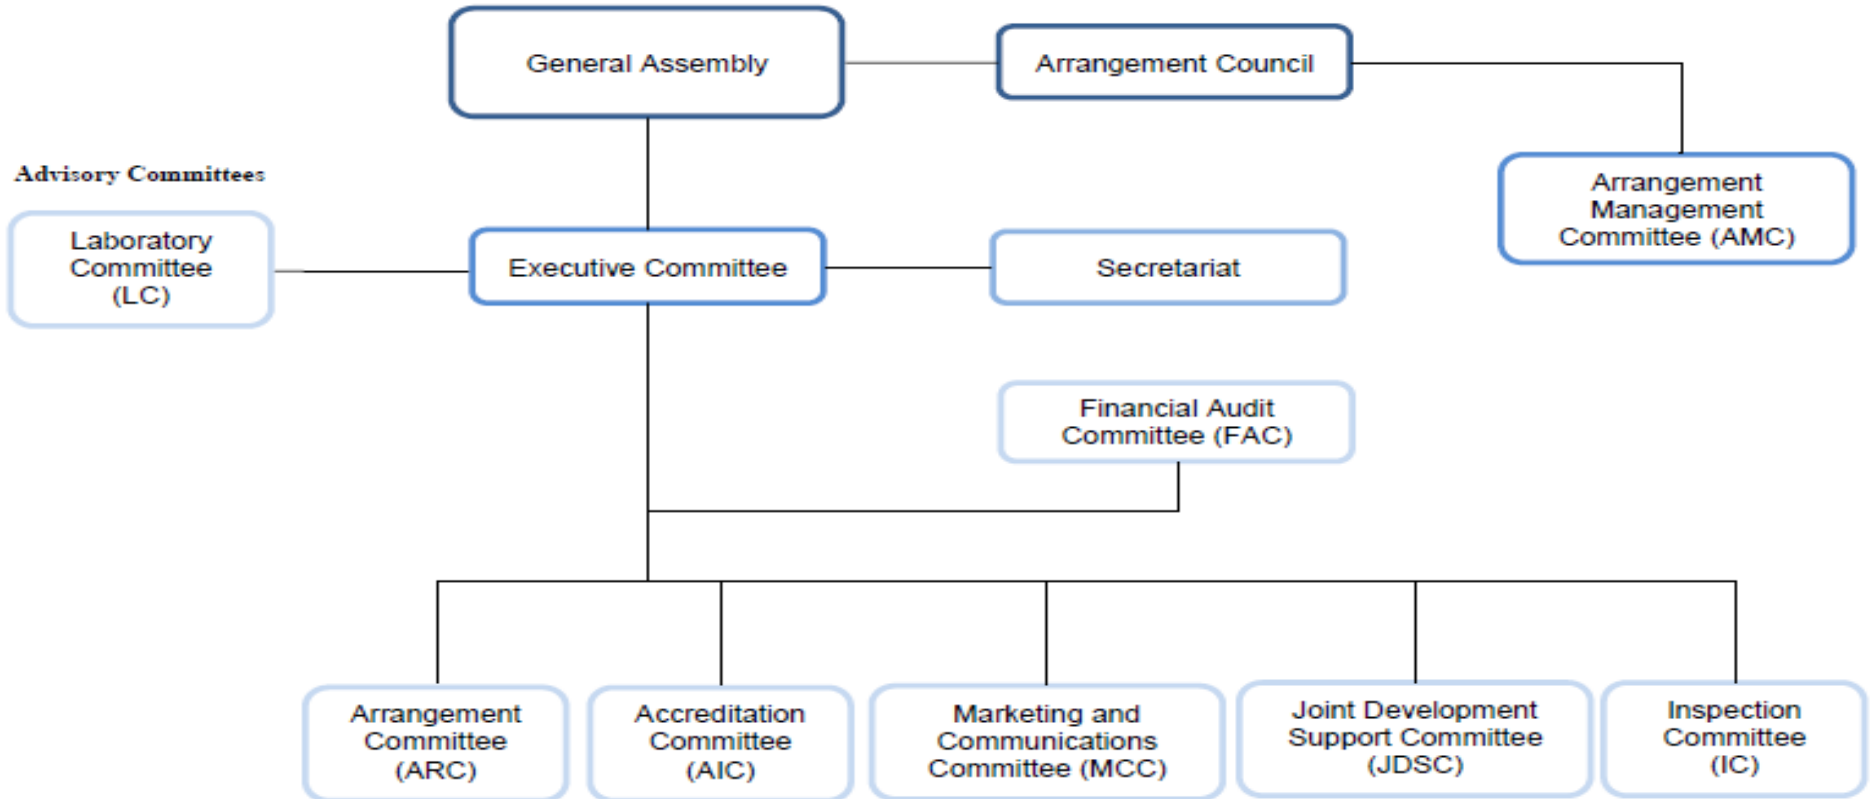 General Assembly
Arrangement Council
Advisory Committees
Arrangement
Management
Committee (AMC)
Laboratory
Committee
(LC)
Executive Committee
Secretariat
Financial Audit
Committee (FAC)
Arrangement
Committee
(ARC)
Accreditation
Committee
(AIC)
Marketing and
Communications
Committee (MCC)
Joint Development
Support Committee
(JDSC)
Inspection
Committee
(IC)